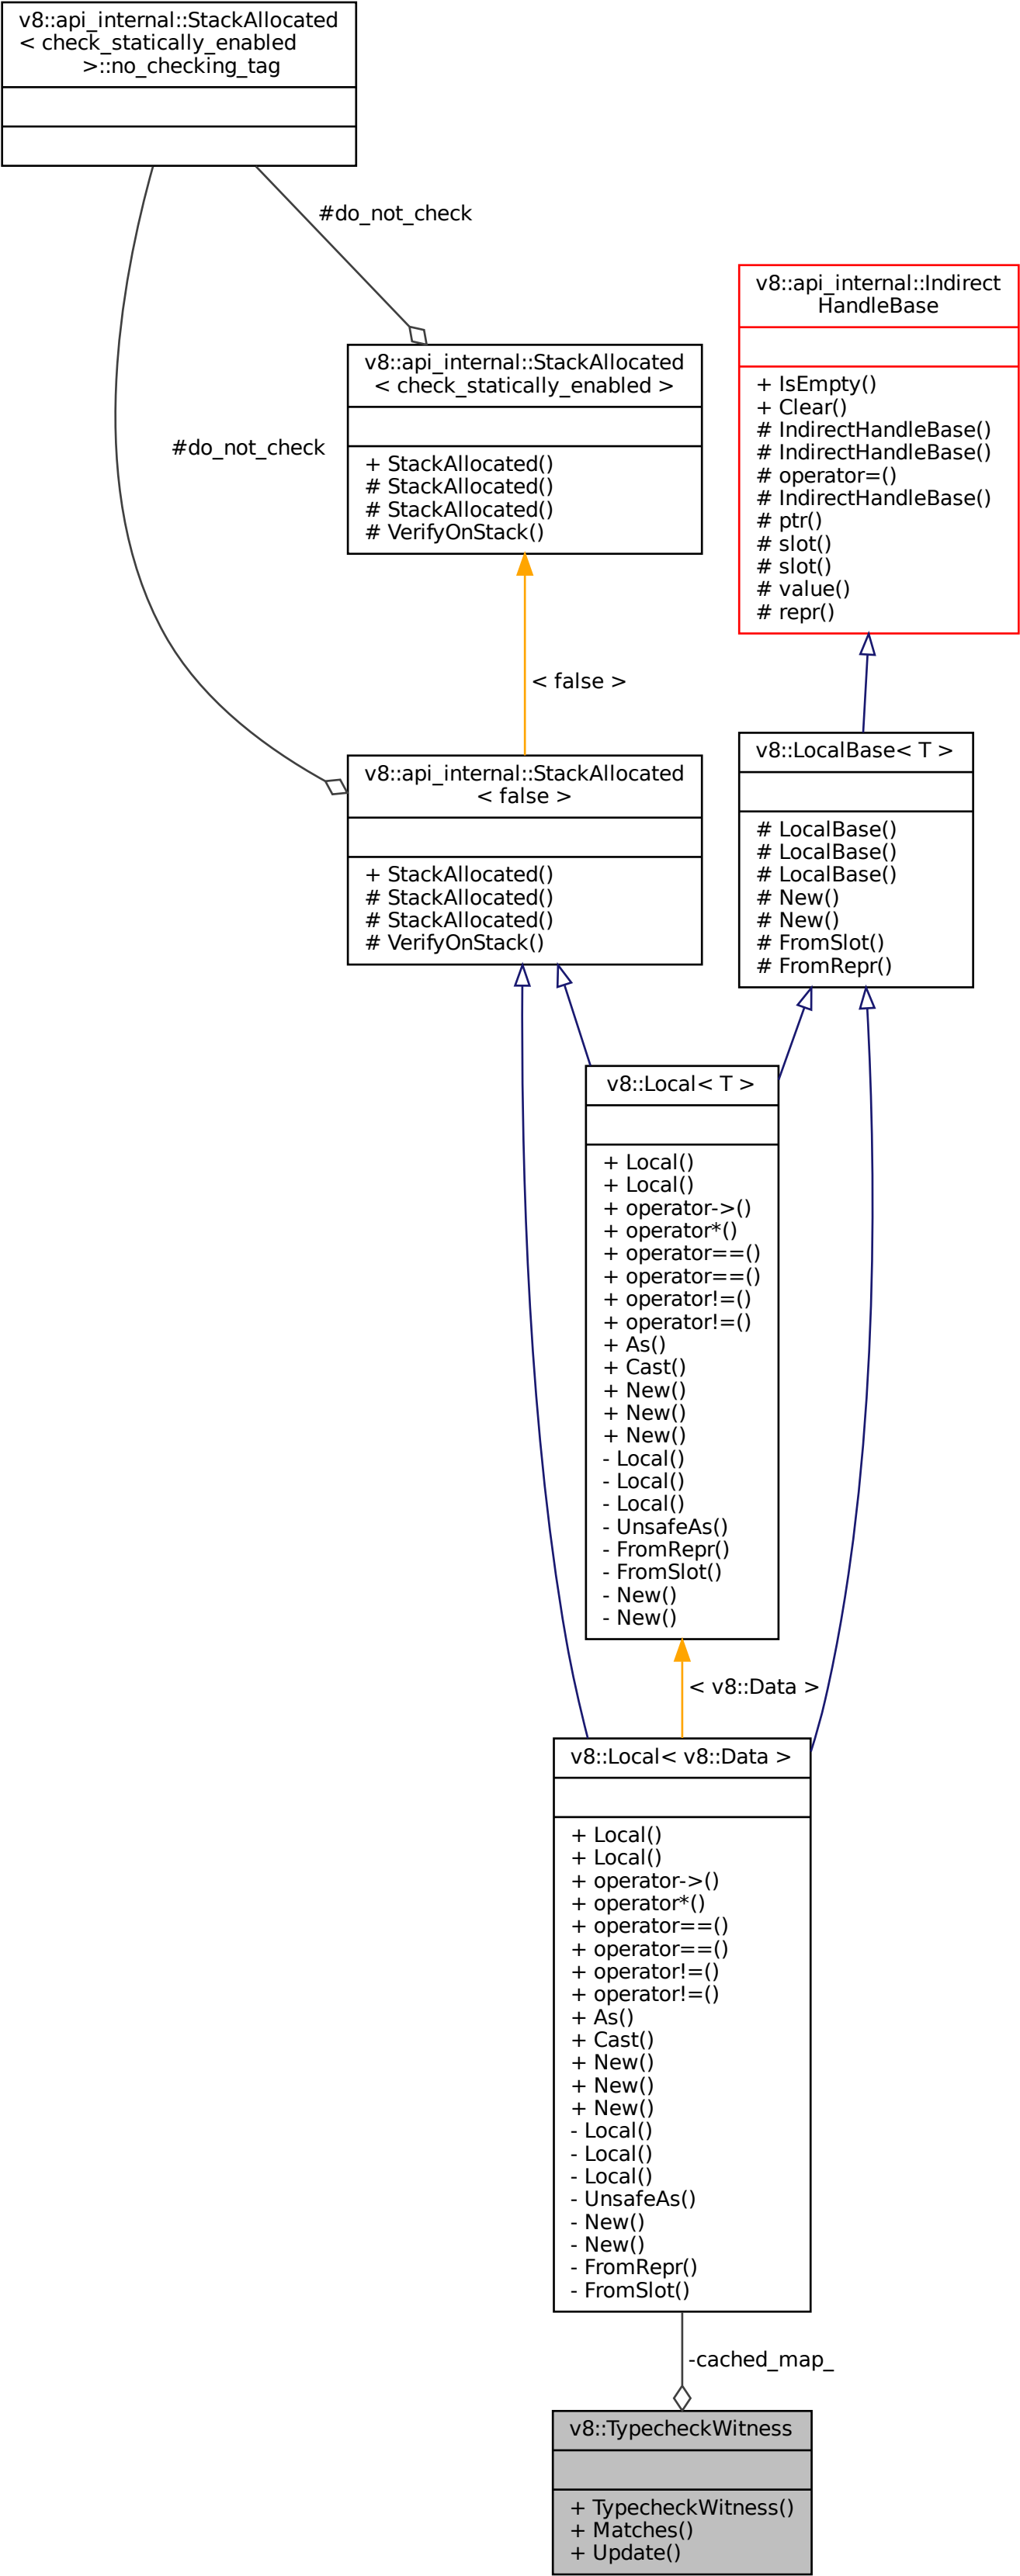 v8::api_internal::StackAllocated
< check_statically_enabled
>::no_checking_tag
#do_not_check
v8::api_internal::Indirect
HandleBase
+ IsEmpty()
+ Clear()
# IndirectHandleBase()
# IndirectHandleBase()
# operator=()
# IndirectHandleBase()
# ptr()
# slot()
# slot()
# value()
# repr()
v8::api_internal::StackAllocated
< check_statically_enabled >
+ StackAllocated()
# StackAllocated()
# StackAllocated()
# VerifyOnStack()
#do_not_check
< false >
v8::LocalBase< T >
# LocalBase()
# LocalBase()
# LocalBase()
# New()
# New()
# FromSlot()
# FromRepr()
v8::api_internal::StackAllocated
< false >
+ StackAllocated()
# StackAllocated()
# StackAllocated()
# VerifyOnStack()
v8::Local< T >
+ Local()
+ Local()
+ operator->()
+ operator*()
+ operator==()
+ operator==()
+ operator!=()
+ operator!=()
+ As()
+ Cast()
+ New()
+ New()
+ New()
- Local()
- Local()
- Local()
- UnsafeAs()
- FromRepr()
- FromSlot()
- New()
- New()
< v8::Data >
v8::Local< v8::Data >
+ Local()
+ Local()
+ operator->()
+ operator*()
+ operator==()
+ operator==()
+ operator!=()
+ operator!=()
+ As()
+ Cast()
+ New()
+ New()
+ New()
- Local()
- Local()
- Local()
- UnsafeAs()
- New()
- New()
- FromRepr()
- FromSlot()
-cached_map_
v8::TypecheckWitness
+ TypecheckWitness()
+ Matches()
+ Update()